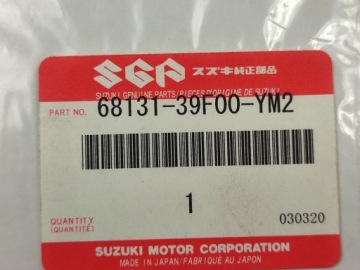 SGP スズキ純正部品
SUZUKI GENUINE PARTS/PIÈCES D'ORIGINE DE SUZUKI
PART NO. 68131-39F00-YM2
1
QUANTITY
(QUANTITÉ)
030320
SUZUKI MOTOR CORPORATION
MADE IN JAPAN/FABRIQUÉ AU JAPON